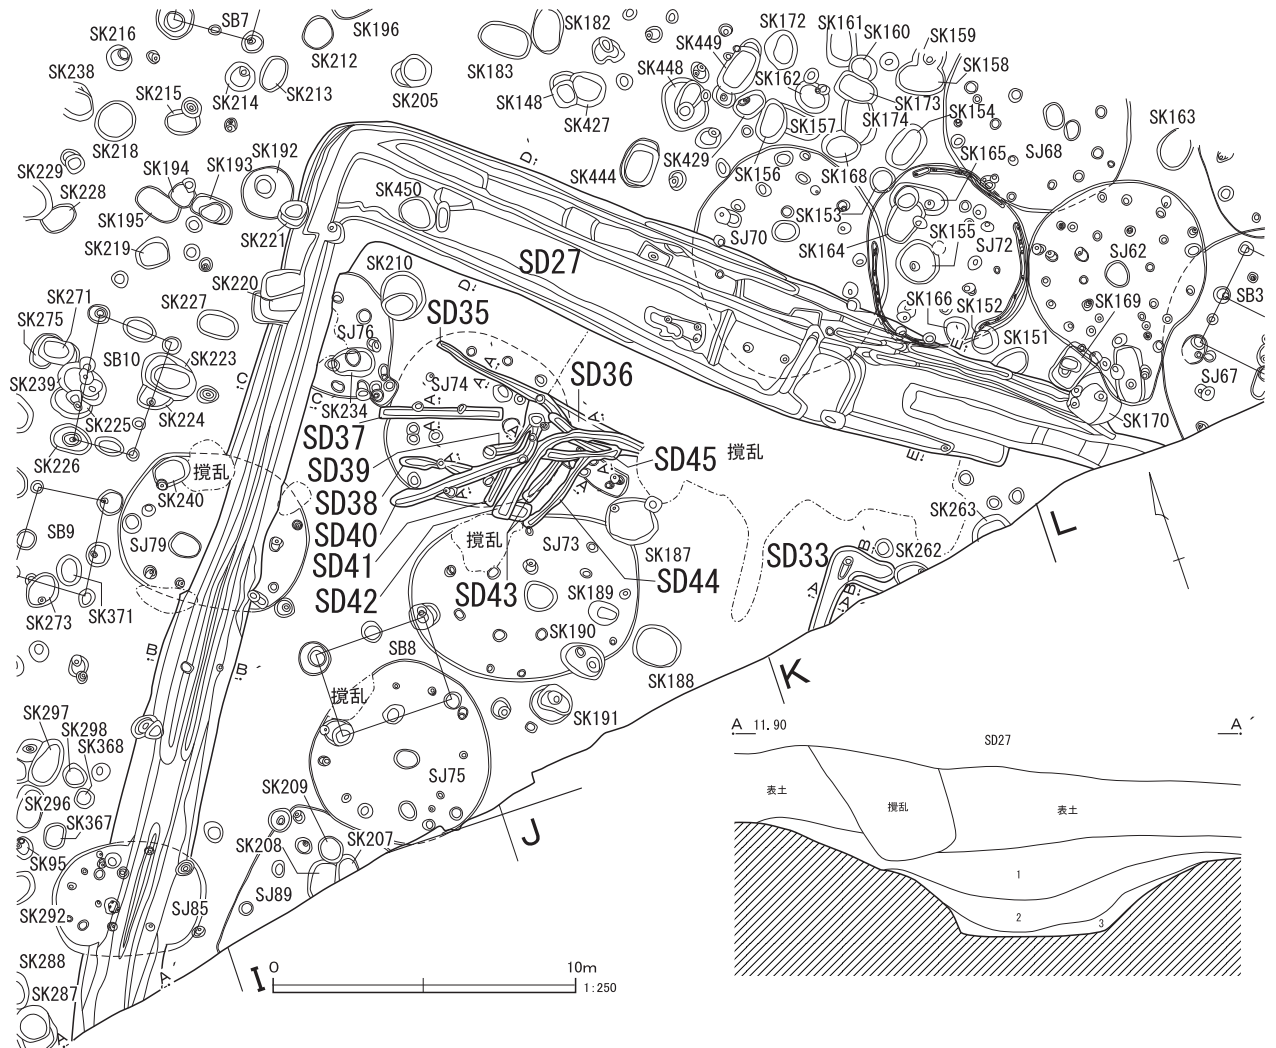 SB7
SK196
SK182
SK172
SK161
SK160
SK159
SK216
SK212
SK449
SK158
SK238
SK183
SK448
SK162
SK215
SK214
SK213
SK205
SK148
SK173
SK154
SK427
SK157
SK174
SK163
SK218
SK194
SK193
SK192
SK429
SK165
SJ68
SK229
SK444
SK156
SK168
SK228
SK450
SK153
SK195
SK221
SJ70
SK164
SK155
SJ72
SJ62
SK219
SD27
SK220
SK210
SK271
SK227
SD35
SK166
SK152
SK169
SB3
SK275
SJ76
SK151
SB10
SK223
SJ74
SD36
SK239
SK234
SJ67
SK225
SK224
SD37
SK170
SK226
SD39
SD45
撹乱
撹乱
SK240
SD38
SB9
SJ79
SD40
撹乱
SJ73
SK187
SK263
L
SD41
SD33
SK262
SD42
SD43
SK189
SD44
SK273
SK371
SB8
SK190
SK188
K
撹乱
SK191
SK297
SK298
SK368
SJ75
SK296
SK209
SK367
SK208
SK207
J
SK95
SJ89
SK292
SJ85
SK288
SK287
I
0 10m
1:250
A 11.90 A´
SD27
表土
撹乱
表土
1
2
3
D
D´
C
C´
B
B´
A
A´
E
E´